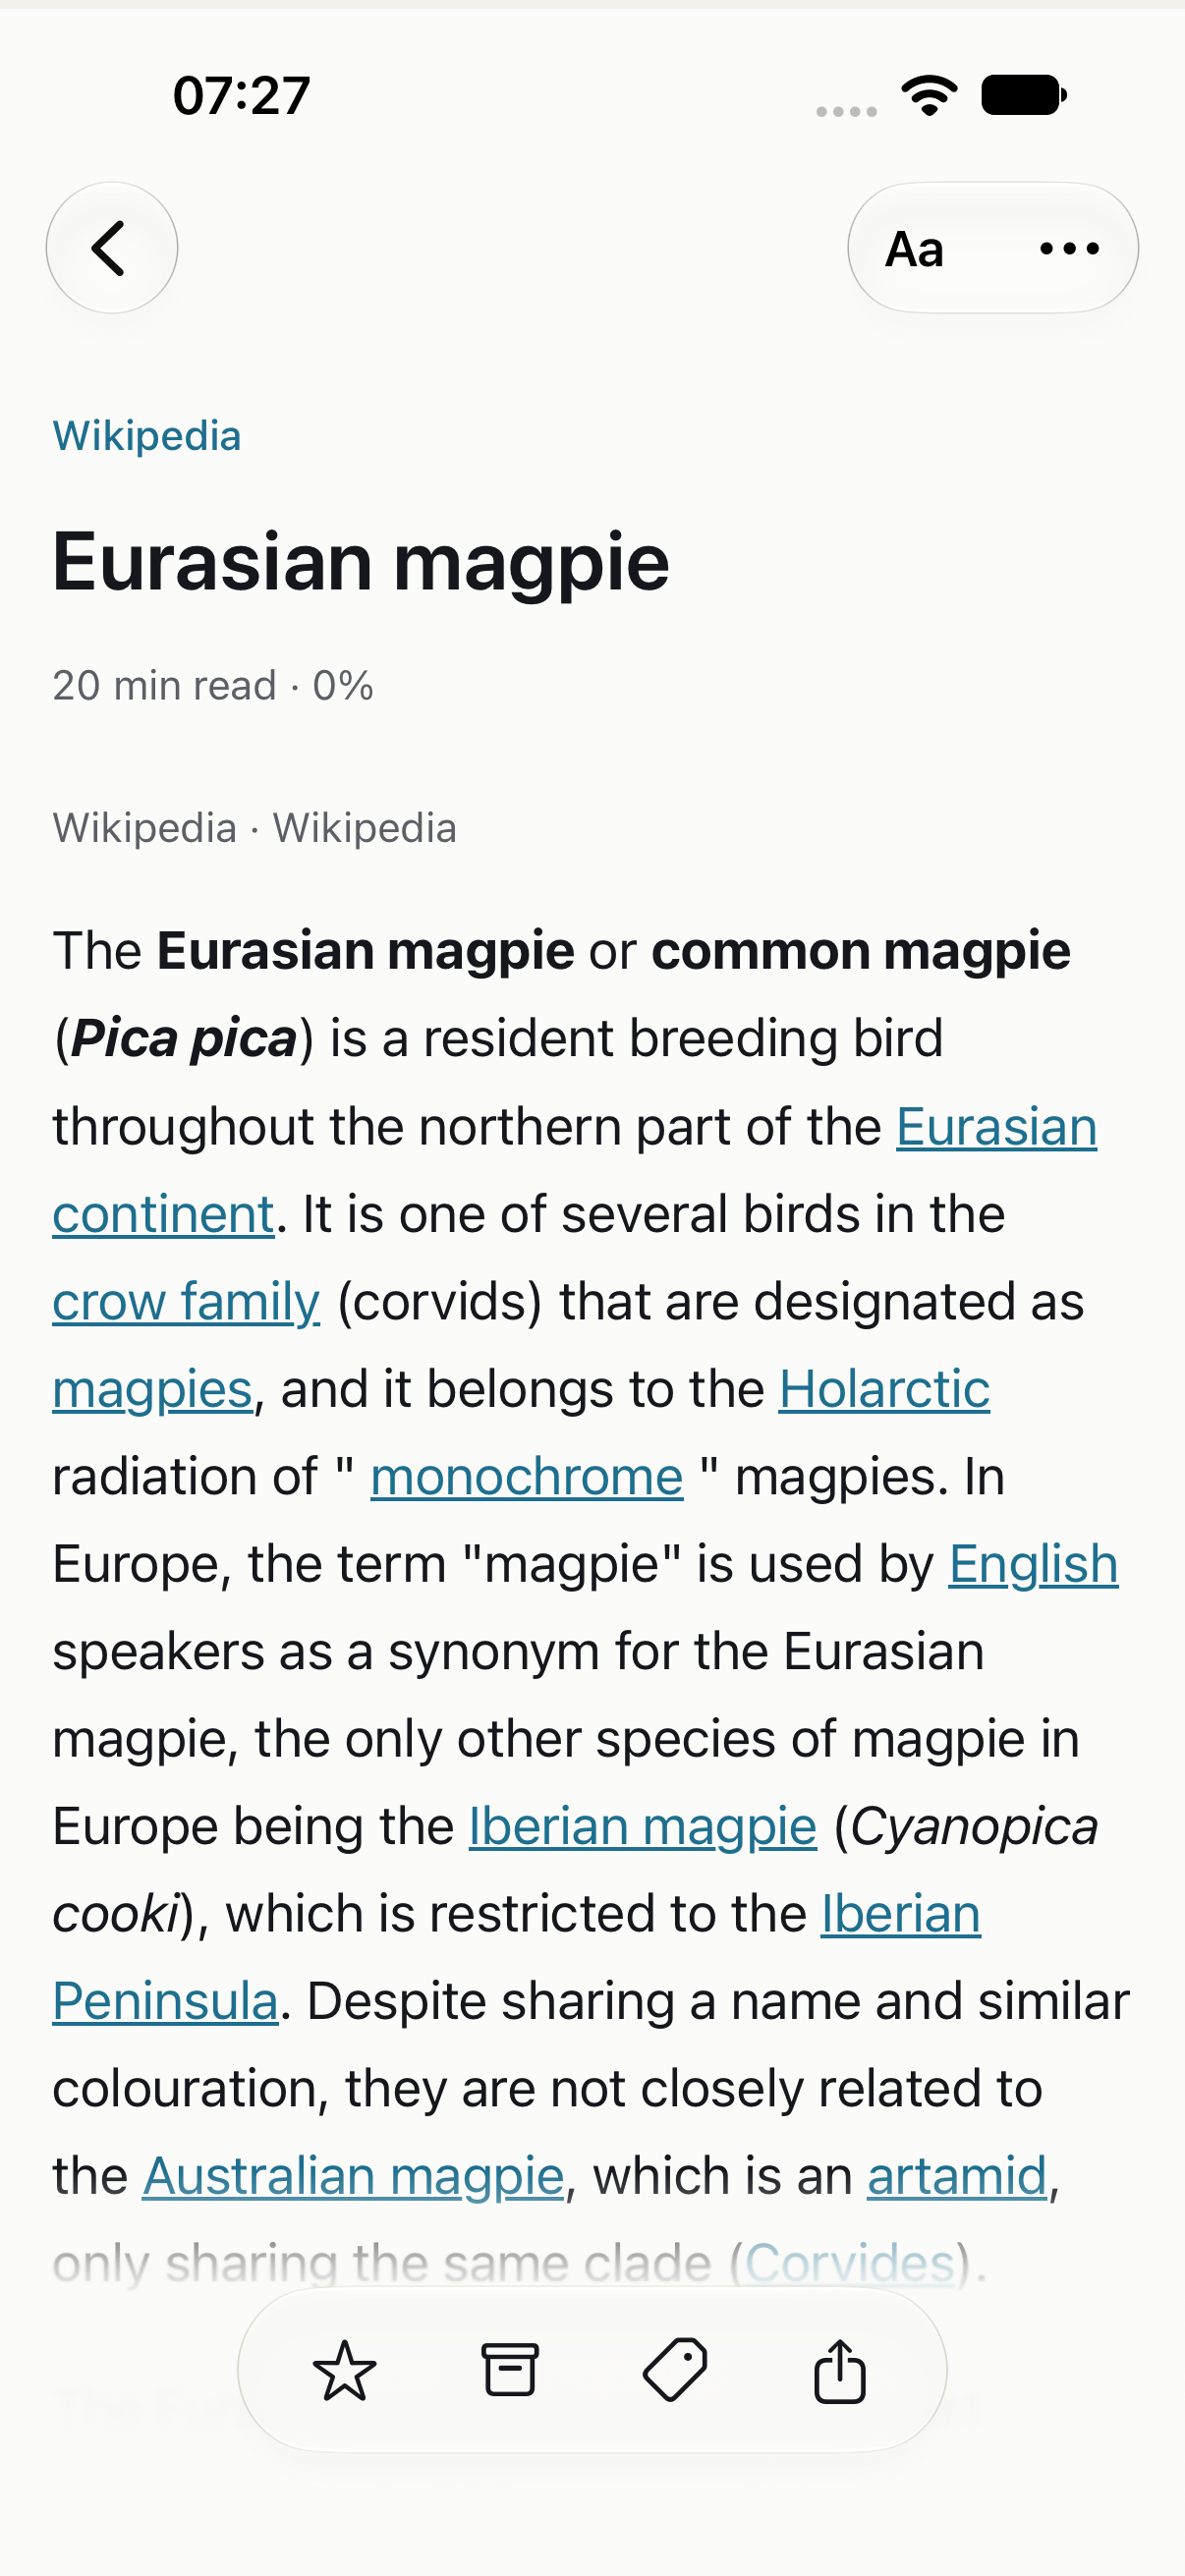 07:27
Aa
Wikipedia
Eurasian magpie
20 min read · 0%
Wikipedia · Wikipedia
The Eurasian magpie or common magpie
(Pica pica) is a resident breeding bird
throughout the northern part of the Eurasian
continent. It is one of several birds in the
crow family (corvids) that are designated as
magpies, and it belongs to the Holarctic
radiation of " monochrome " magpies. In
Europe, the term "magpie" is used by English
speakers as a synonym for the Eurasian
magpie, the only other species of magpie in
Europe being the Iberian magpie (Cyanopica
cooki), which is restricted to the Iberian
Peninsula. Despite sharing a name and similar
colouration, they are not closely related to
the Australian magpie, which is an artamid,
only sharing the same clade (Corvides).